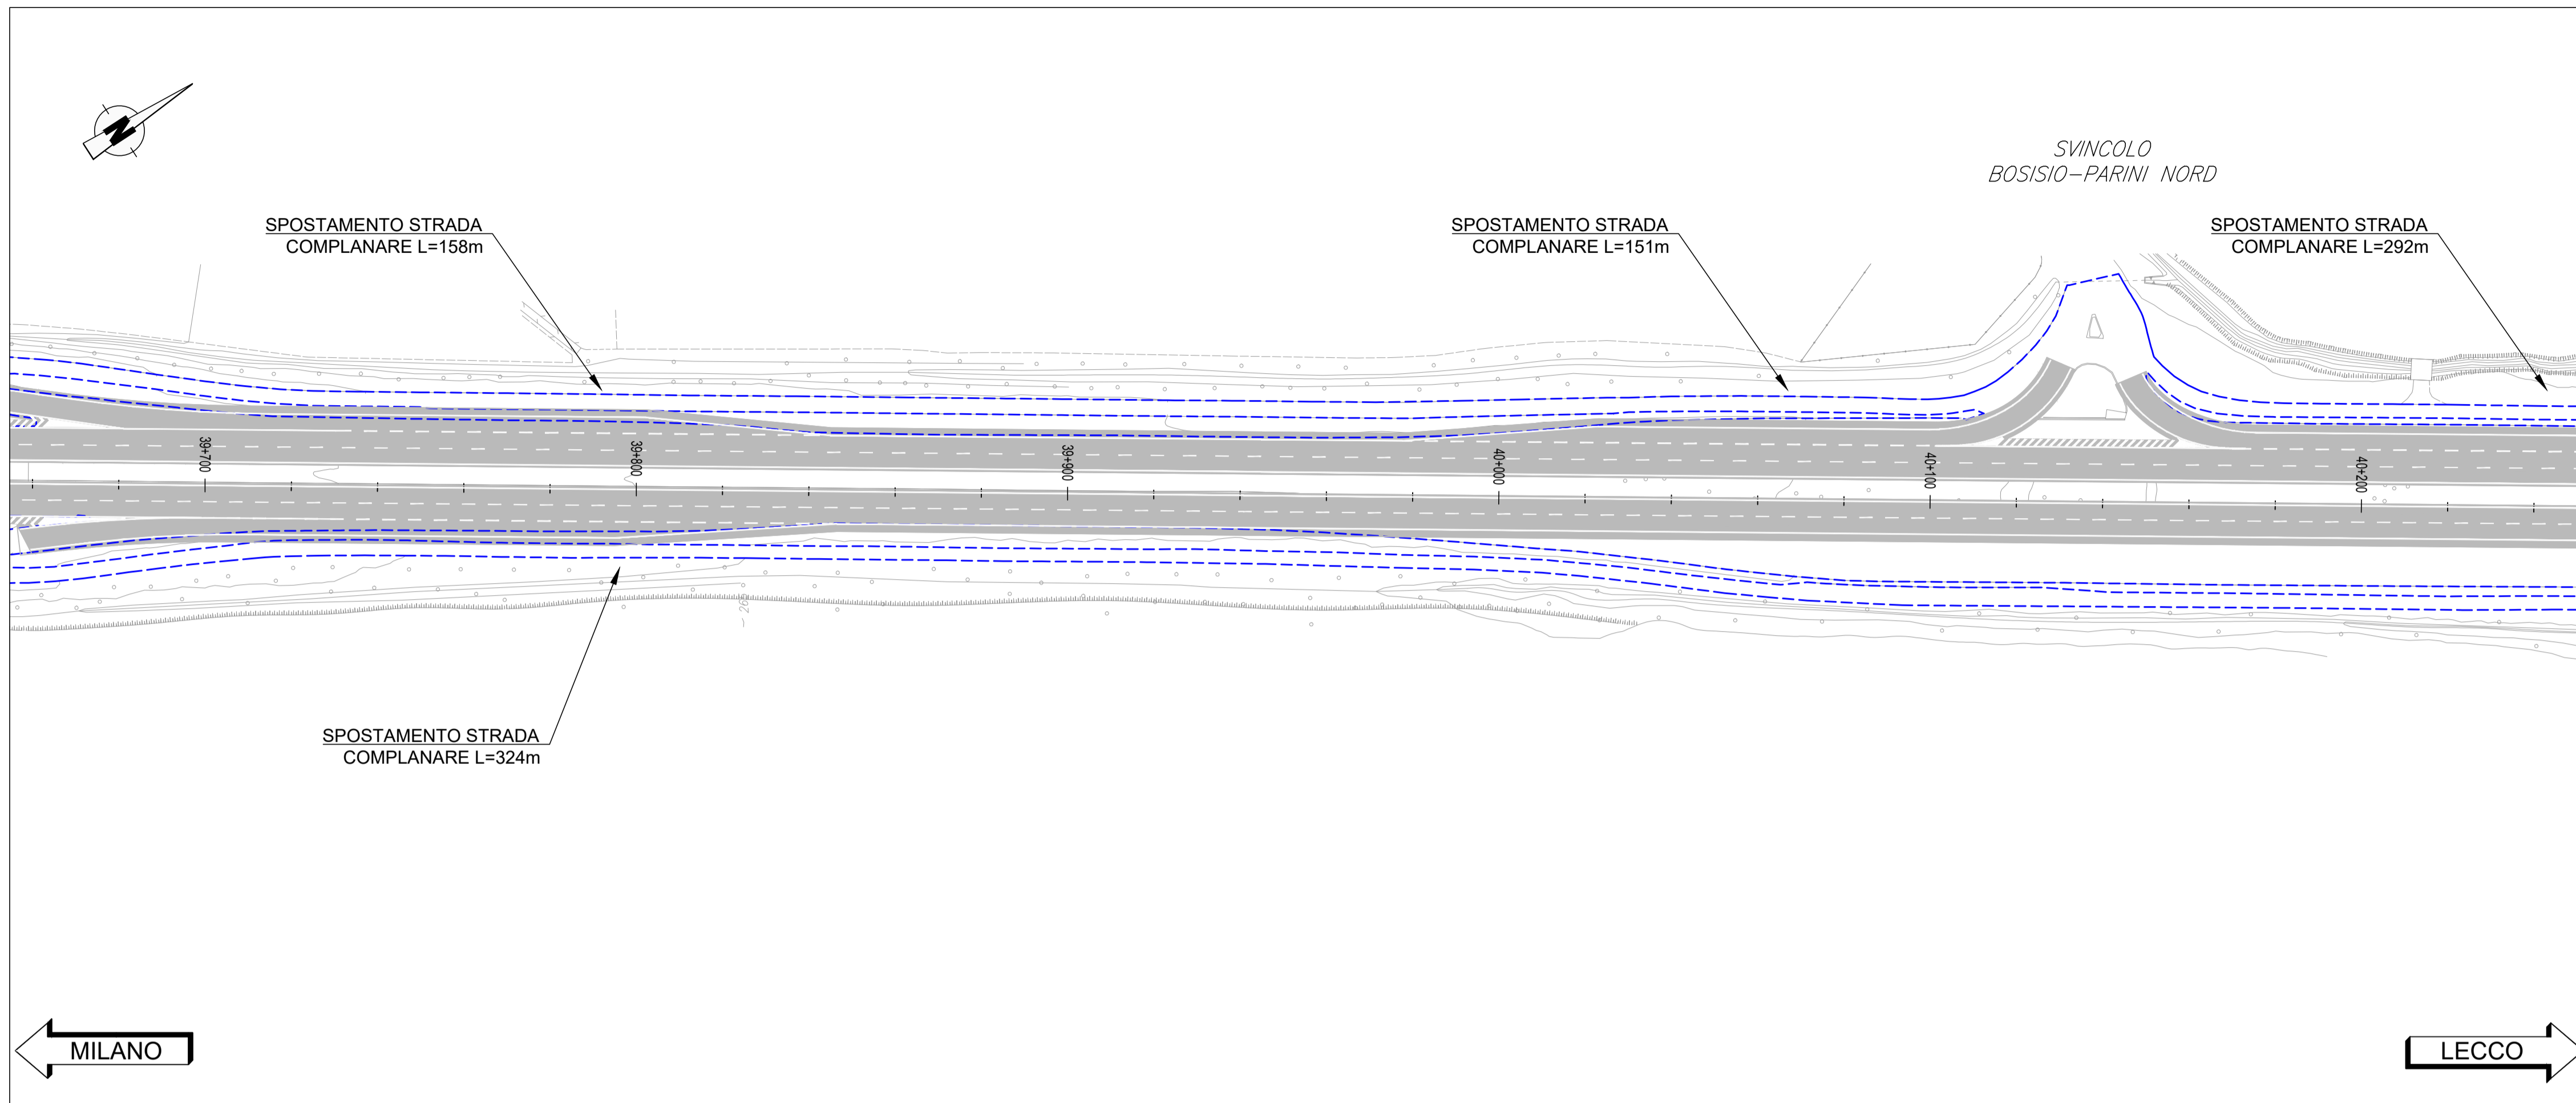 N
SVINCOLO
BOSISIO-PARINI NORD
SPOSTAMENTO STRADA
COMPLANARE L=158m
SPOSTAMENTO STRADA
COMPLANARE L=151m
SPOSTAMENTO STRADA
COMPLANARE L=292m
39+700
39+800
39+900
40+000
40+100
40+200
SPOSTAMENTO STRADA
COMPLANARE L=324m
MILANO
LECCO